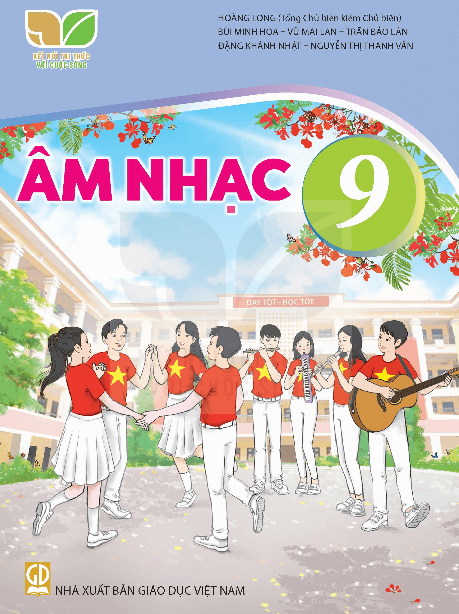 HOÀNG LONG (Tổng Chủ biên kiêm Chủ biên)
BÙI MINH HOA – VŨ MAI LAN – TRẦN BẢO LÂN
ĐẶNG KHÁNH NHẬT – NGUYỄN THỊ THANH VÂN
KẾT NỐI TRI THỨC
VỚI CUỘC SỐNG
ÂM NHẠC 9
DẠY TỐT - HỌC TỐT
GD
NHÀ XUẤT BẢN GIÁO DỤC VIỆT NAM